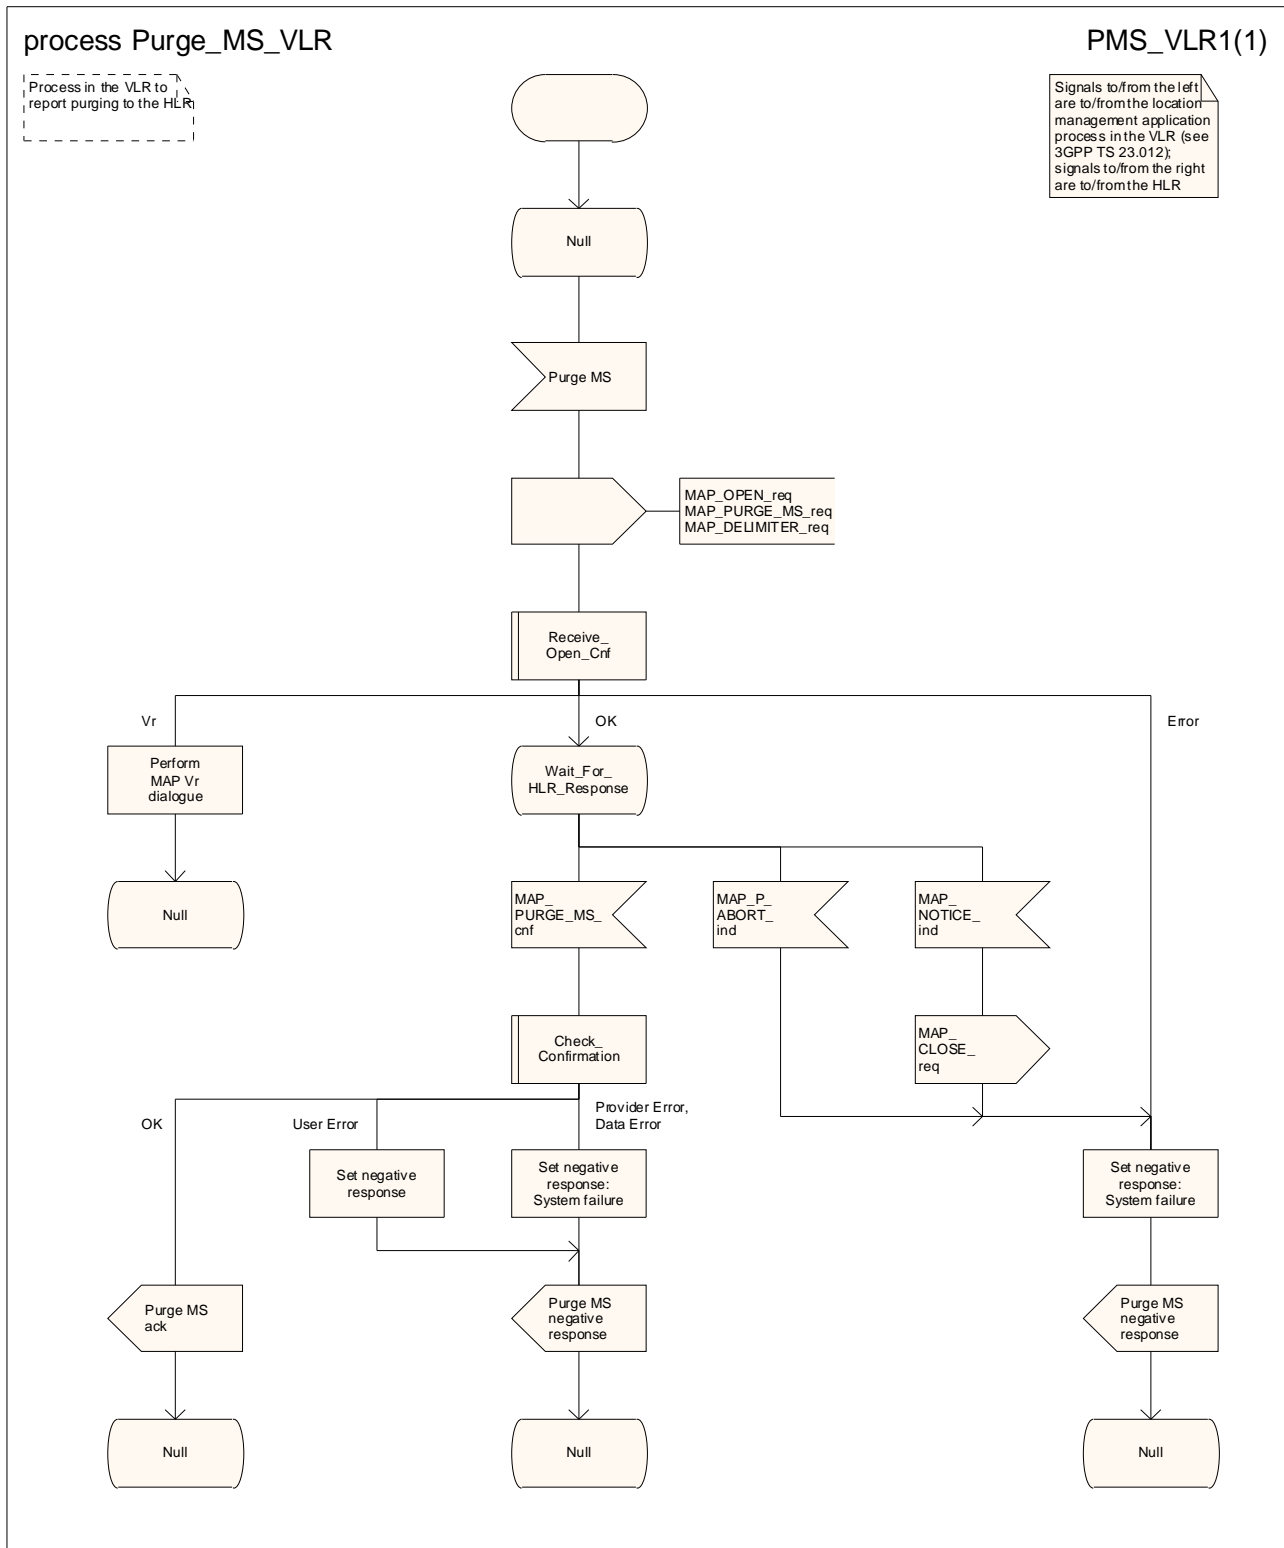 process Purge_MS_VLR
PMS_VLR1(1)
Process in the VLR to
report purging to the HLR
Signals to/from the left
are to/from the location
management application
process in the VLR (see
3GPP TS 23.012);
signals to/from the right
are to/from the HLR
Null
Purge MS
MAP_OPEN_req
MAP_PURGE_MS_req
MAP_DELIMITER_req
Receive_
Open_Cnf
Vr
OK
Error
Perform
MAP Vr
dialogue
Wait_For_
HLR_Response
Null
MAP_
PURGE_MS_
cnf
MAP_P_
ABORT_
ind
MAP_
NOTICE_
ind
Check_
Confirmation
MAP_
CLOSE_
req
OK
User Error
Provider Error,
Data Error
Set negative
response
Set negative
response:
System failure
Set negative
response:
System failure
Purge MS
ack
Purge MS
negative
response
Purge MS
negative
response
Null
Null
Null